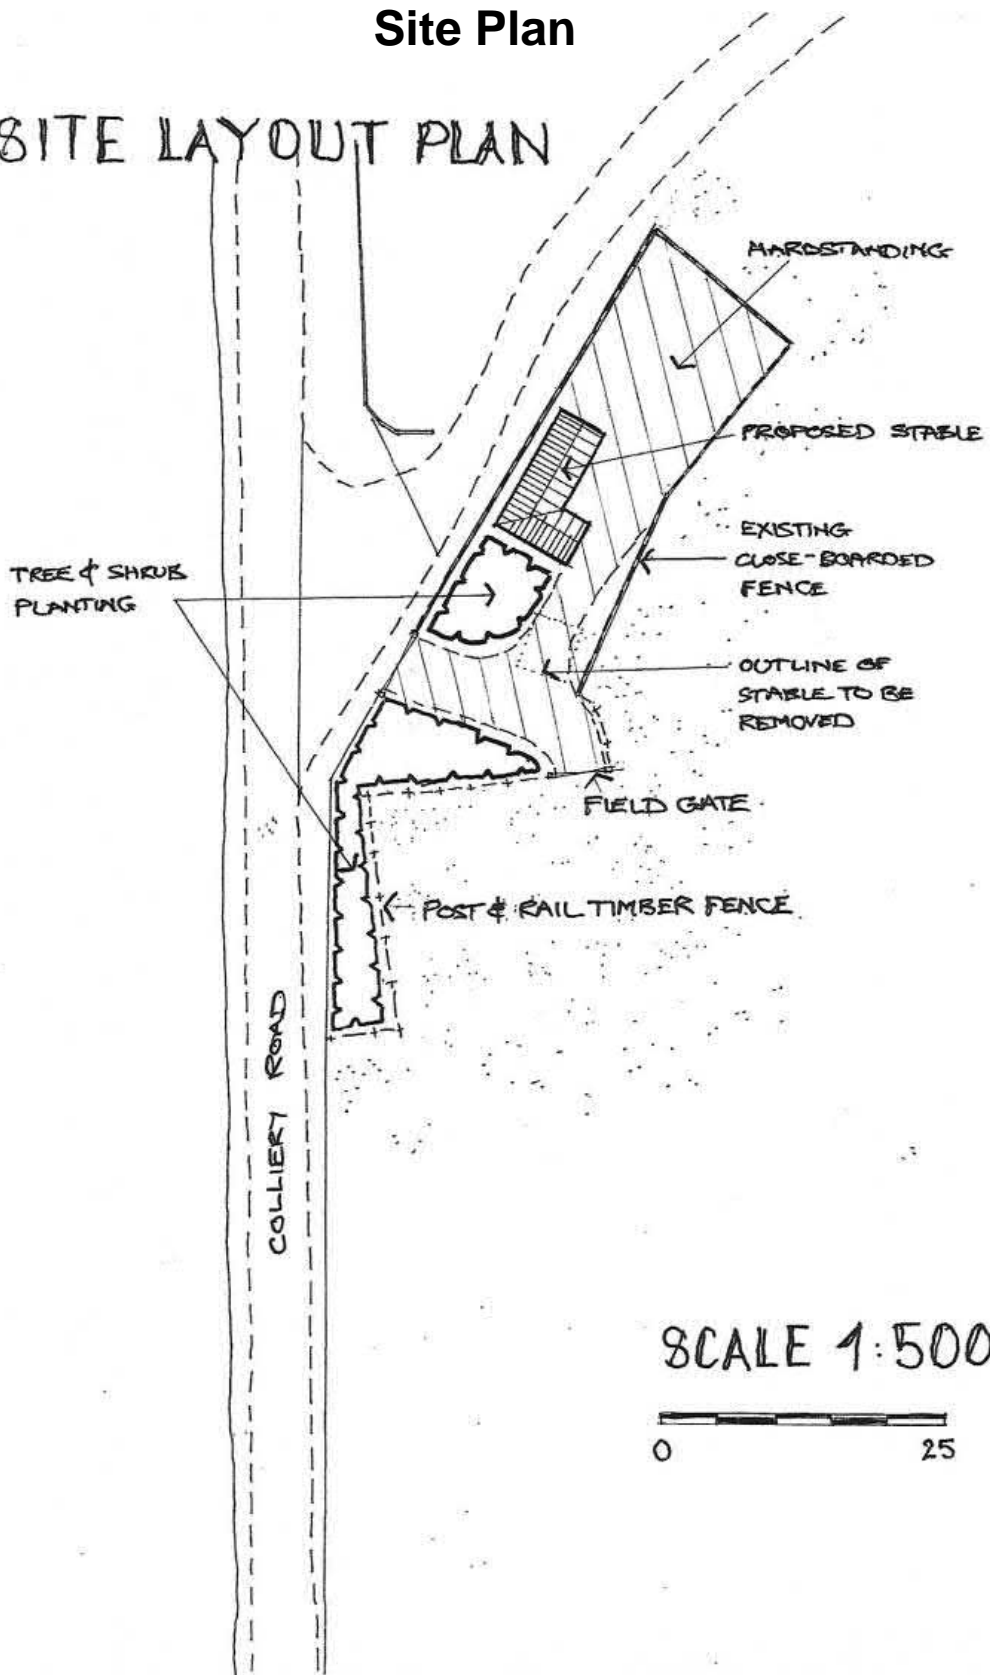 Site Plan
SITE LAYOUT PLAN
HARDSTANDING
PROPOSED STABLE
EXISTING
CLOSE-BOARDED
FENCE
TREE & SHRUB
PLANTING
OUTLINE OF
STABLE TO BE
REMOVED
FIELD GATE
POST & RAIL TIMBER FENCE
COLLIERY ROAD
SCALE 1:500
0 25